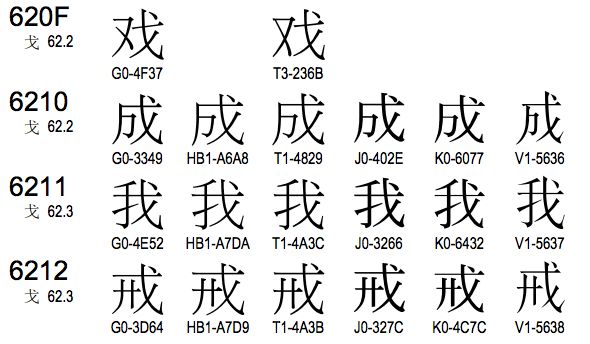 620F 戏 戏
戈 62.2 G0-4F37 T3-236B
6210 成 成 成 成 成 成
戈 62.2 G0-3349 HB1-A6A8 T1-4829 J0-402E K0-6077 V1-5636
6211 我 我 我 我 我 我
戈 62.3 G0-4E52 HB1-A7DA T1-4A3C J0-3266 K0-6432 V1-5637
6212 戒 戒 戒 戒 戒 戒
戈 62.3 G0-3D64 HB1-A7D9 T1-4A3B J0-327C K0-4C7C V1-5638